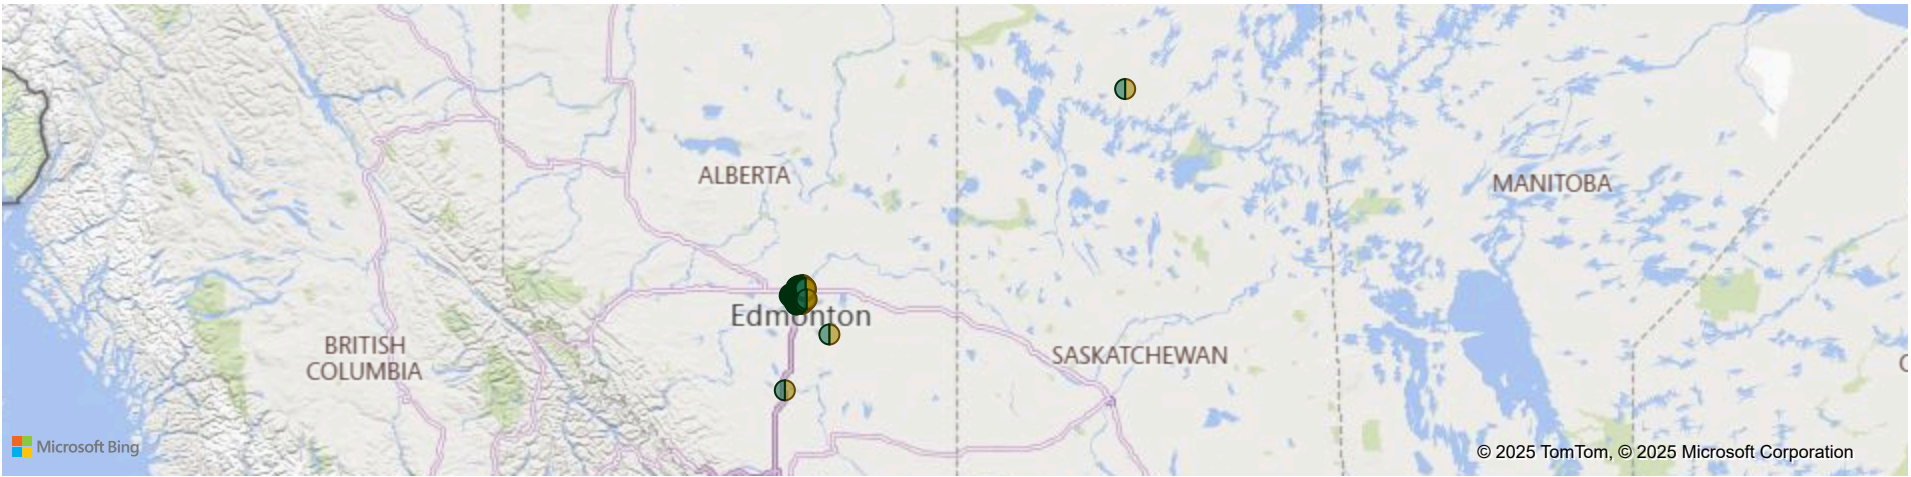 ALBERTA
MANITOBA
Edmonton
BRITISH
COLUMBIA
SASKATCHEWAN
Microsoft Bing
© 2025 TomTom, © 2025 Microsoft Corporation